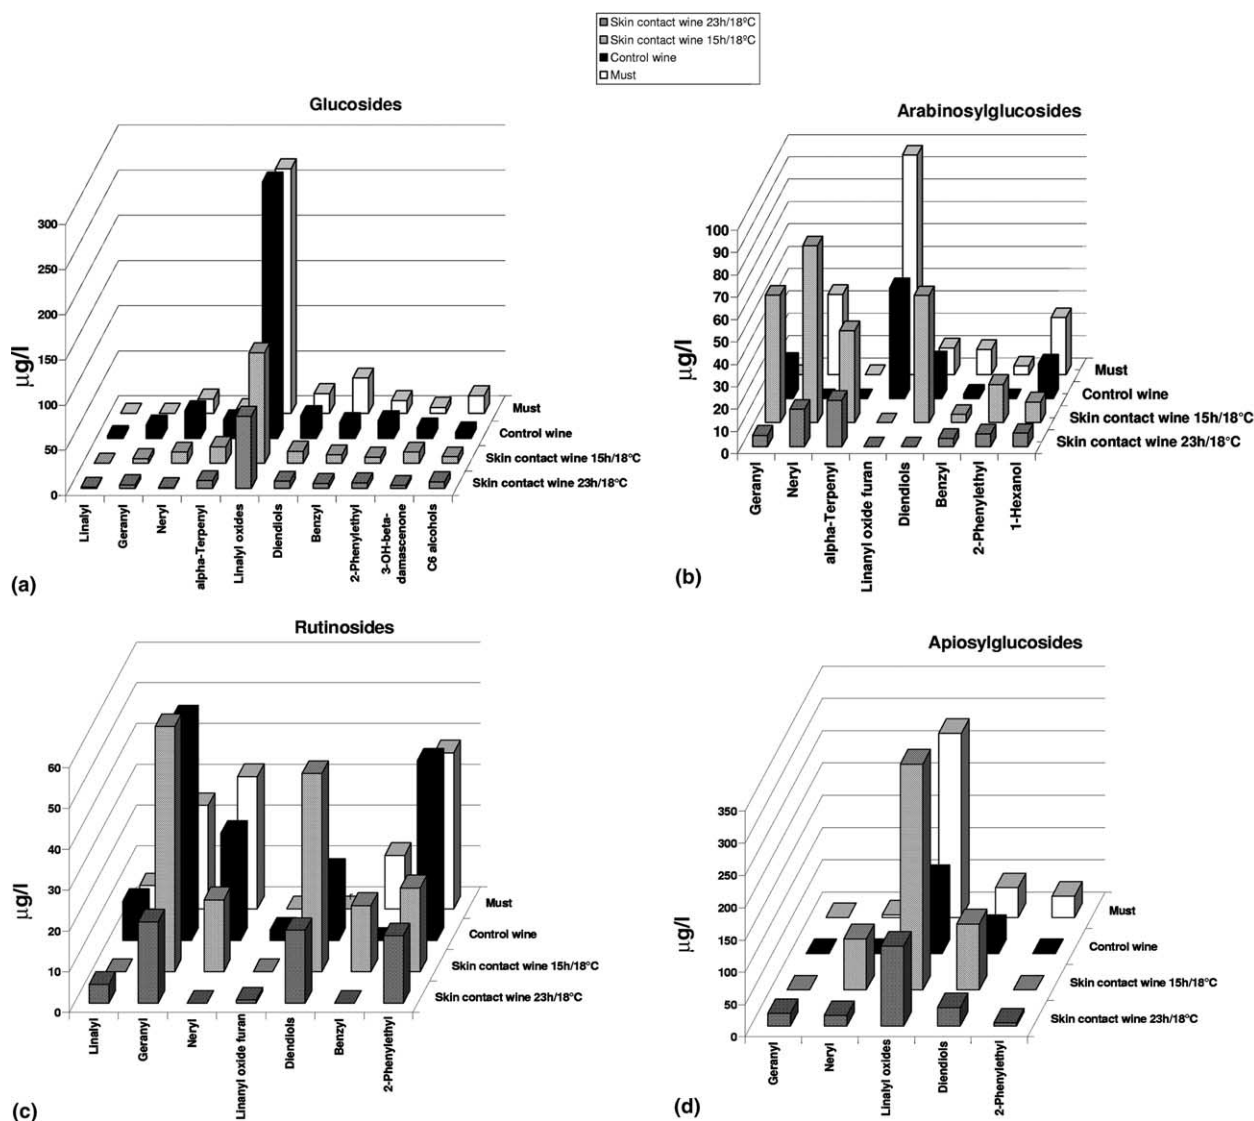 Skin contact wine 23h/18ºC
Skin contact wine 15h/18ºC
Control wine
Must
Glucosides
300
250
200
150
100
50
0
µg/l
Must
Control wine
Skin contact wine 15h/18°C
Skin contact wine 23h/18°C
Linalyl
Geranyl
Neryl
alpha-Terpenyl
Linalyl oxides
Diendiols
Benzyl
2-Phenylethyl
3-OH-beta-
damascenone
C6 alcohols
(a)
Arabinosylglucosides
100
90
80
70
60
50
40
30
20
10
0
µg/l
Must
Control wine
Skin contact wine 15h/18°C
Skin contact wine 23h/18°C
Geranyl
Neryl
alpha-Terpenyl
Linanyl oxide furan
Diendiols
Benzyl
2-Phenylethyl
1-Hexanol
(b)
Rutinosides
60
50
40
30
20
10
0
µg/l
Must
Control wine
Skin contact wine 15h/18°C
Skin contact wine 23h/18°C
Linalyl
Geranyl
Neryl
Linanyl oxide furan
Diendiols
Benzyl
2-Phenylethyl
(c)
Apiosylglucosides
350
300
250
200
150
100
50
0
µg/l
Must
Control wine
Skin contact wine 15h/18°C
Skin contact wine 23h/18°C
Geranyl
Neryl
Linalyl oxides
Diendiols
2-Phenylethyl
(d)